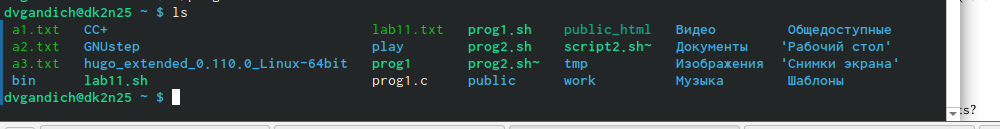 dvgandich@dk2n25 ~ $ ls
a1.txt CC+ lab11.txt prog1.sh public_html Видео Общедоступные
a2.txt GNUstep play prog2.sh script2.sh~ Документы 'Рабочий стол'
a3.txt hugo_extended_0.110.0_Linux-64bit prog1 prog2.sh~ tmp Изображения 'Снимки экрана'
bin lab11.sh prog1.c public work Музыка Шаблоны
dvgandich@dk2n25 ~ $